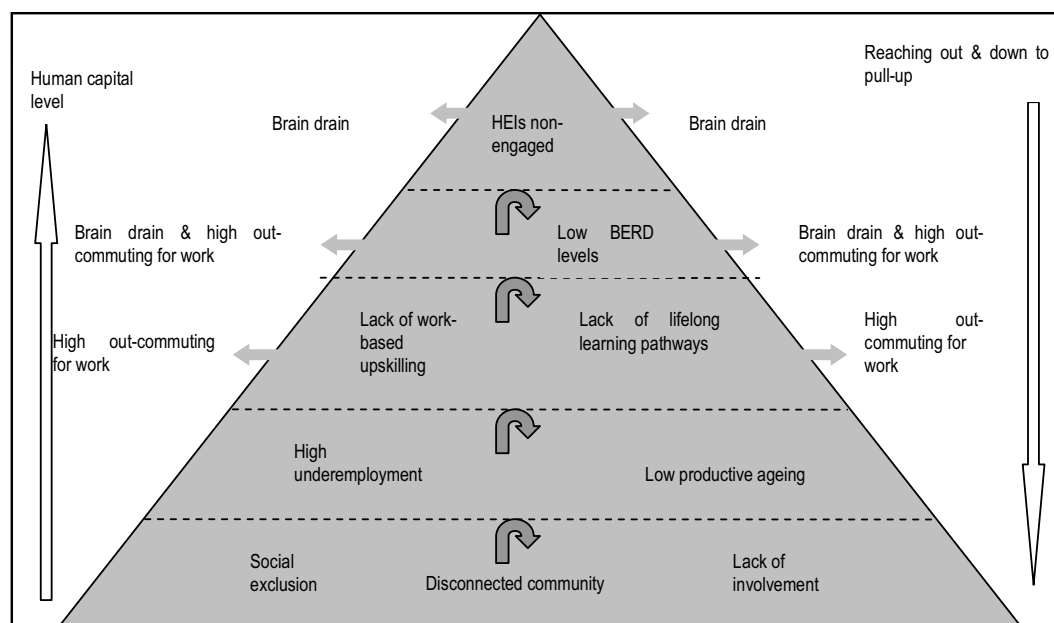 Reaching out & down to
pull-up
Human capital
level
Brain drain
HEIs non-
engaged
Brain drain
Brain drain & high out-
commuting for work
Low BERD
levels
Brain drain & high out-
commuting for work
High out-commuting
for work
Lack of work-
based
upskilling
Lack of lifelong
learning pathways
High out-
commuting for
work
High
underemployment
Low productive ageing
Social
exclusion
Disconnected community
Lack of
involvement